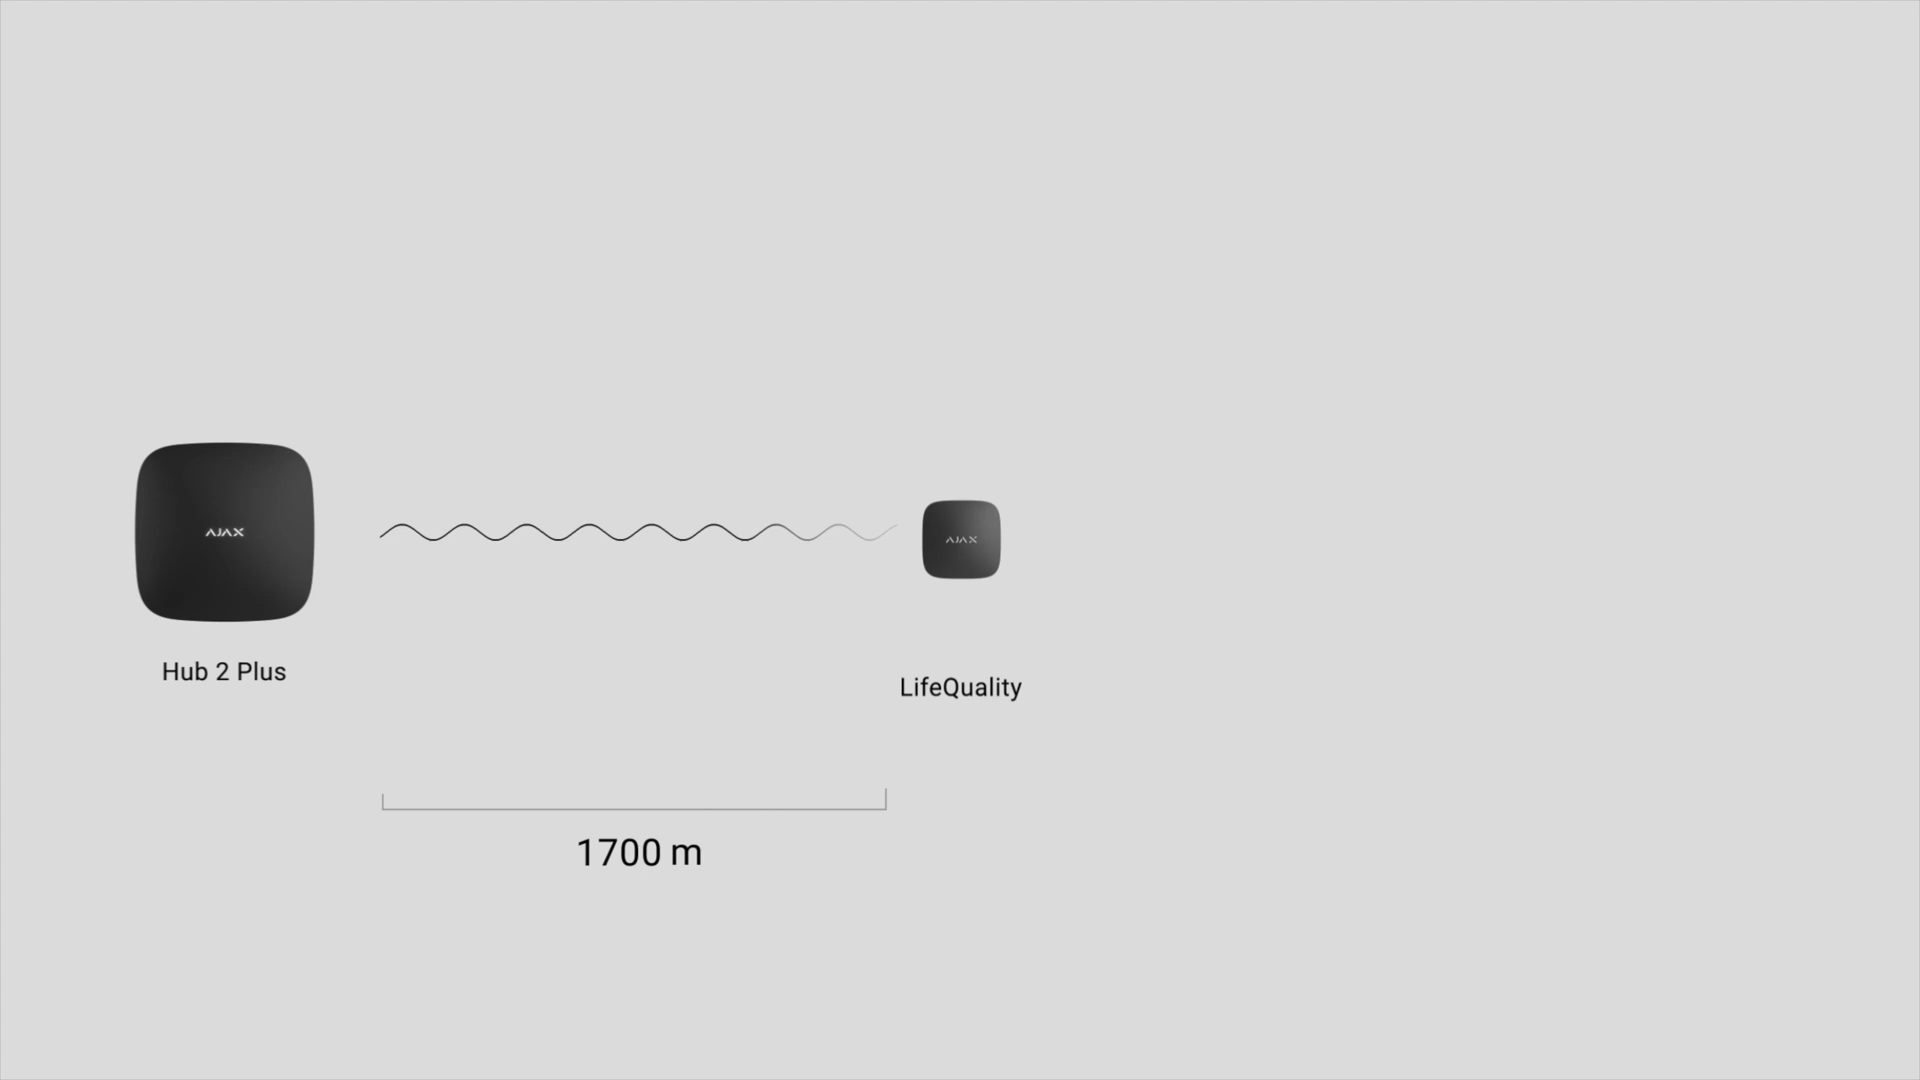 AJAX
AJAX
Hub 2 Plus
LifeQuality
1700 m